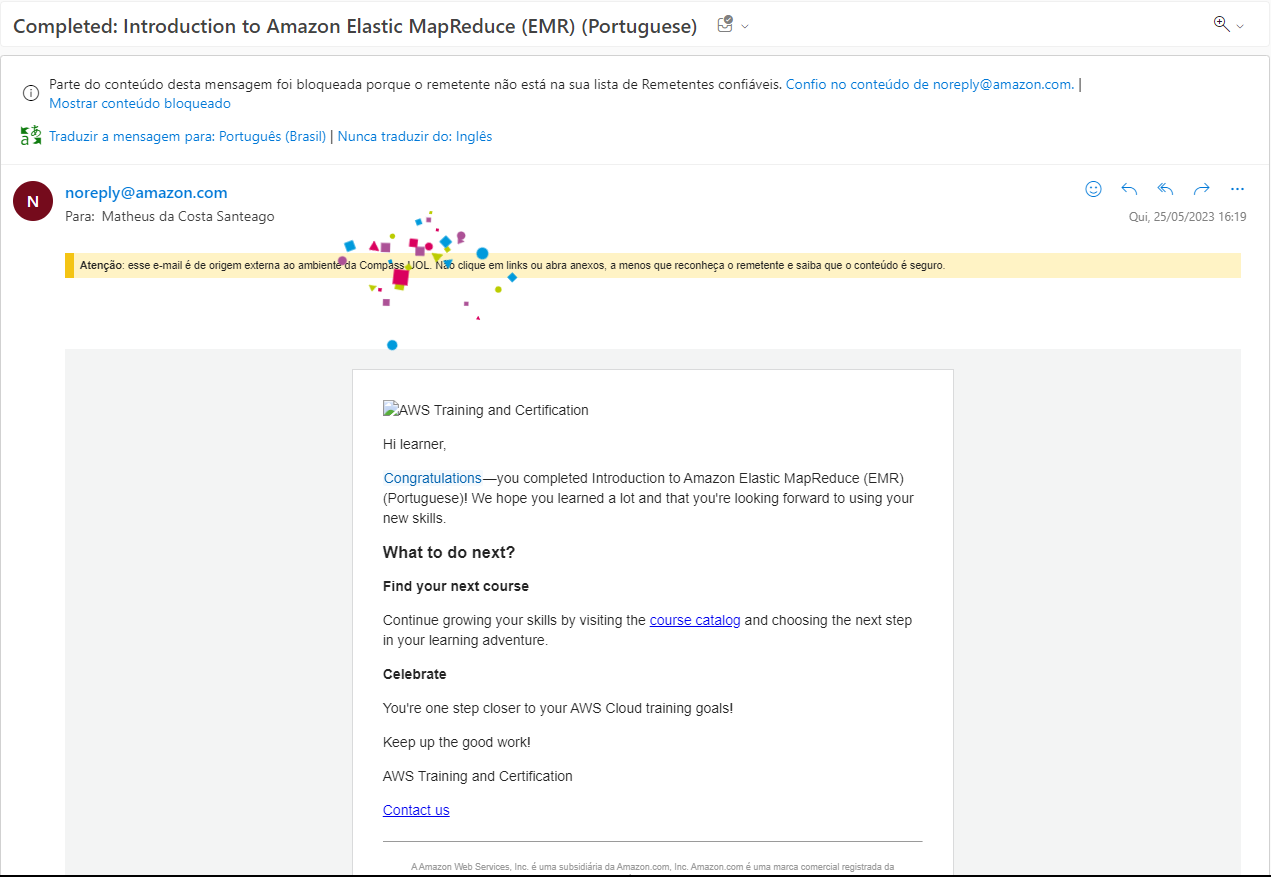 Completed: Introduction to Amazon Elastic MapReduce (EMR) (Portuguese)
Parte do conteúdo desta mensagem foi bloqueada porque o remetente não está na sua lista de Remetentes confiáveis. Confio no conteúdo de noreply@amazon.com. |
Mostrar conteúdo bloqueado
Traduzir a mensagem para: Português (Brasil) | Nunca traduzir do: Inglês
N
noreply@amazon.com
Para: Matheus da Costa Santeago
Qui, 25/05/2023 16:19
Atenção: esse e-mail é de origem externa ao ambiente da Compass UOL. Não clique em links ou abra anexos, a menos que reconheça o remetente e saiba que o conteúdo é seguro.
AWS Training and Certification
Hi learner,
Congratulations—you completed Introduction to Amazon Elastic MapReduce (EMR)
(Portuguese)! We hope you learned a lot and that you're looking forward to using your
new skills.
What to do next?
Find your next course
Continue growing your skills by visiting the course catalog and choosing the next step
in your learning adventure.
Celebrate
You're one step closer to your AWS Cloud training goals!
Keep up the good work!
AWS Training and Certification
Contact us
A Amazon Web Services, Inc. é uma subsidiária da Amazon.com, Inc. Amazon.com é uma marca comercial registrada da